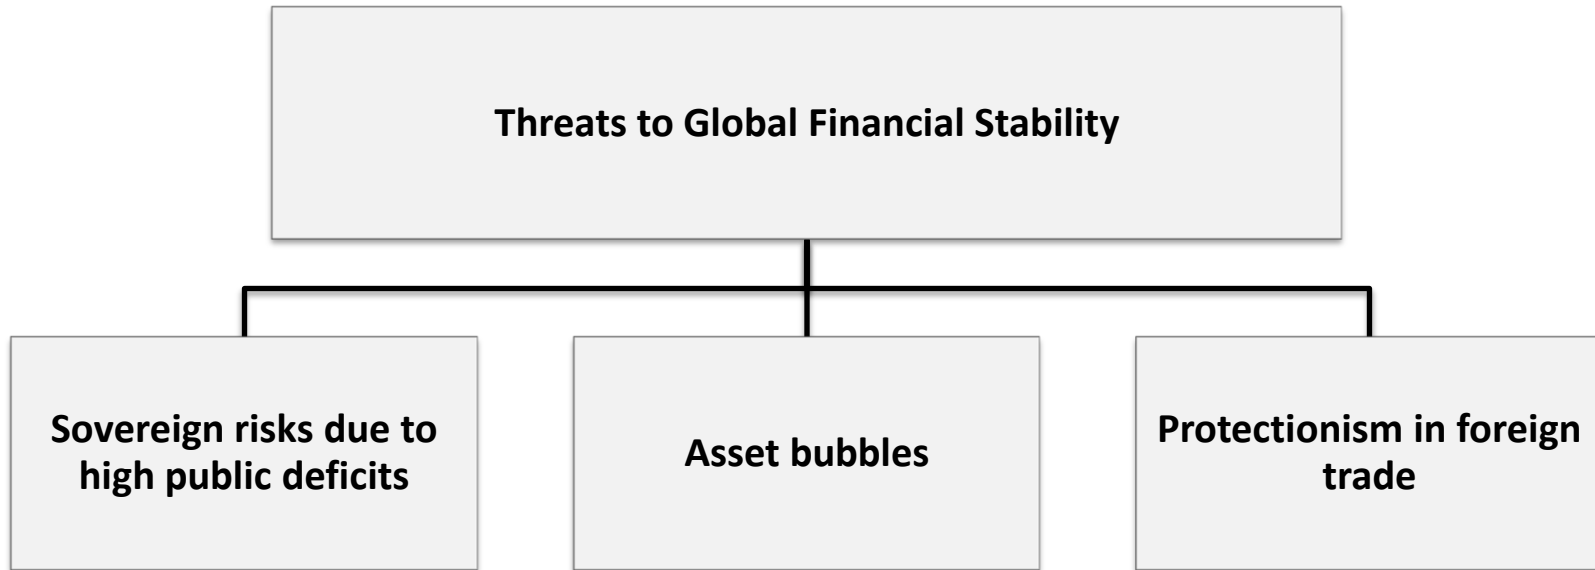 Threats to Global Financial Stability
Sovereign risks due to
high public deficits
Asset bubbles
Protectionism in foreign
trade